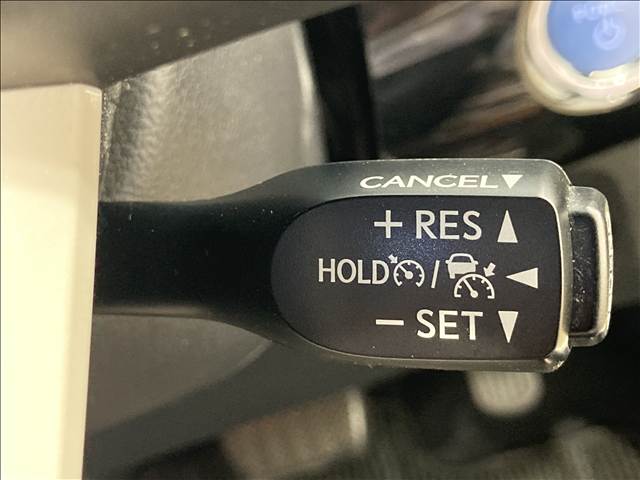 CANCEL▼
+ RES ▲
HOLD / ◀
− SET ▼